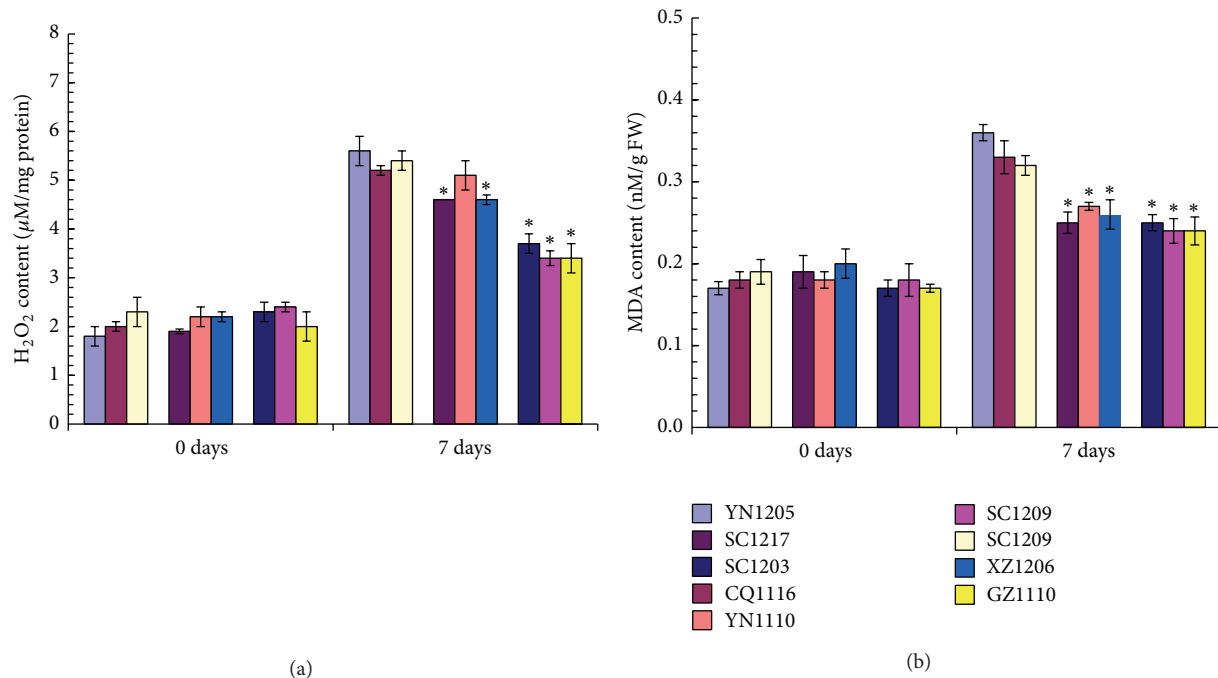 8
7
6
5
4
3
2
1
0
H₂O₂ content (μM/mg protein)
* * * * *
0 days 7 days
(a)
0.5
0.4
0.3
0.2
0.1
0.0
MDA content (nM/g FW)
* * * * * *
0 days 7 days
YN1205
SC1217
SC1203
CQ1116
YN1110
SC1209
SC1209
XZ1206
GZ1110
(b)